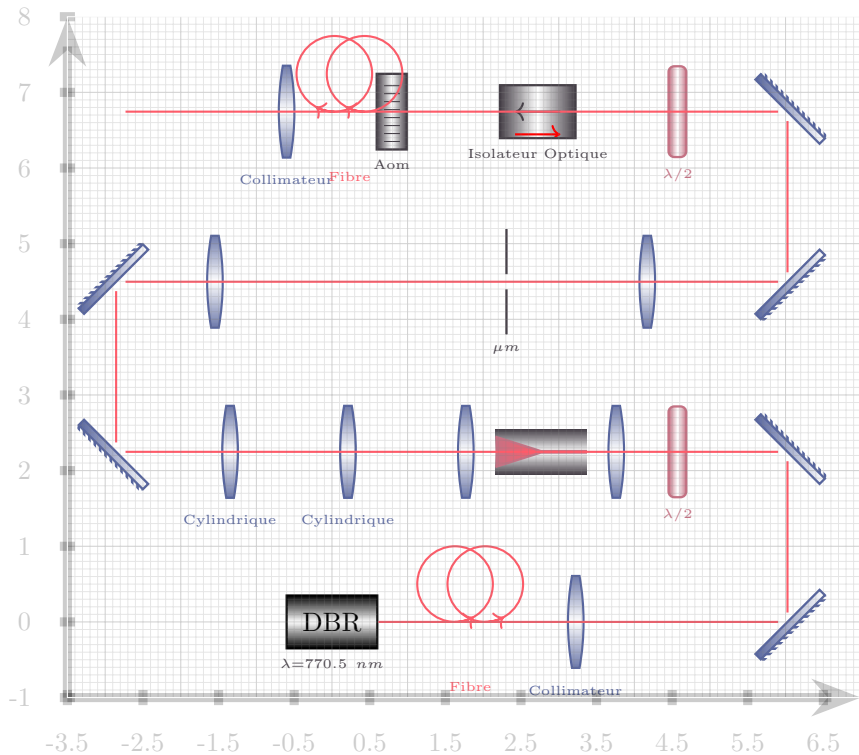 8
7
Aom
Isolateur Optique
Collimateur
Fibre
λ/2
6
5
4
μm
3
2
Cylindrique
Cylindrique
λ/2
1
DBR
0
λ=770.5 nm
Fibre
Collimateur
-1
-3.5 -2.5 -1.5 -0.5 0.5 1.5 2.5 3.5 4.5 5.5 6.5